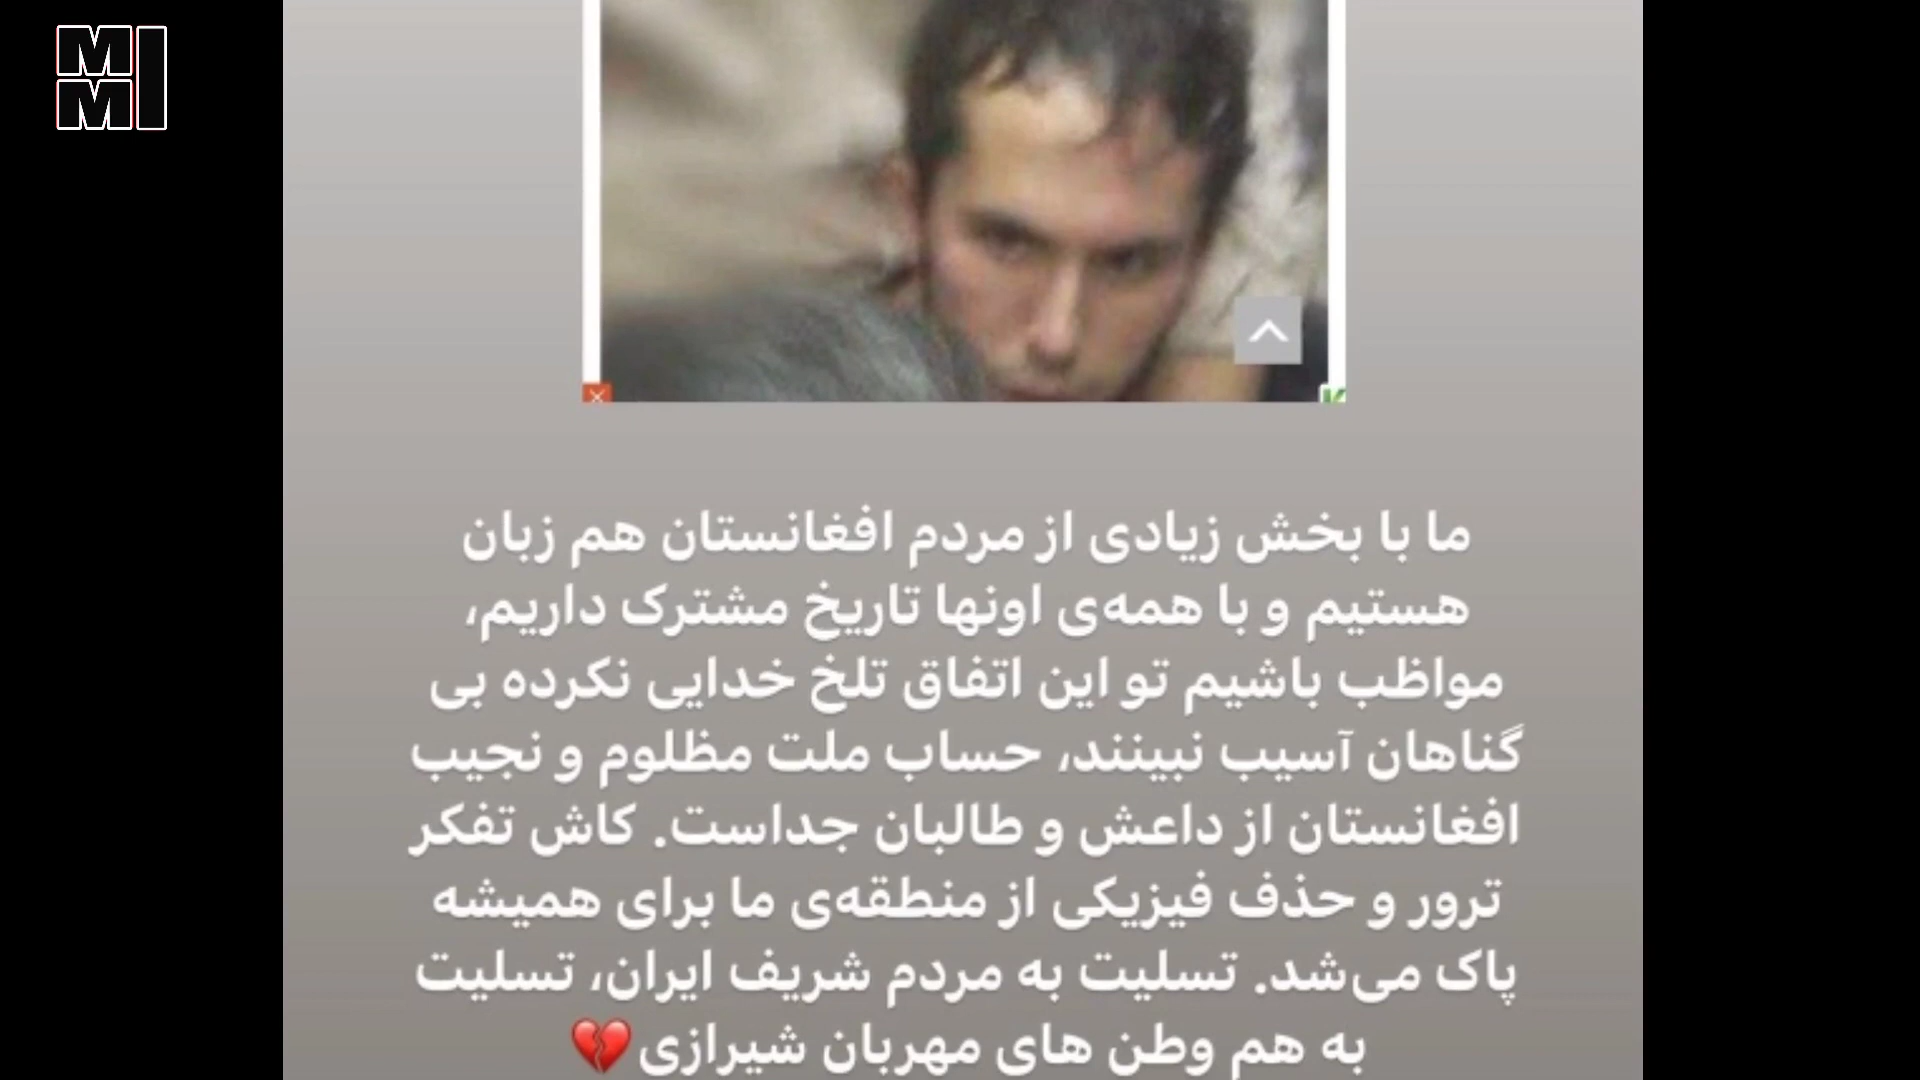 MMI
ما با بخش زیادی از مردم افغانستان هم زبان
هستیم و با همه‌ی اونها تاریخ مشترک داریم،
مواظب باشیم تو این اتفاق تلخ خدایی نکرده بی
گناهان آسیب نبینند، حساب ملت مظلوم و نجیب
افغانستان از داعش و طالبان جداست. کاش تفکر
ترور و حذف فیزیکی از منطقه‌ی ما برای همیشه
پاک می‌شد. تسلیت به مردم شریف ایران، تسلیت
به هم وطن های مهربان شیرازی💔